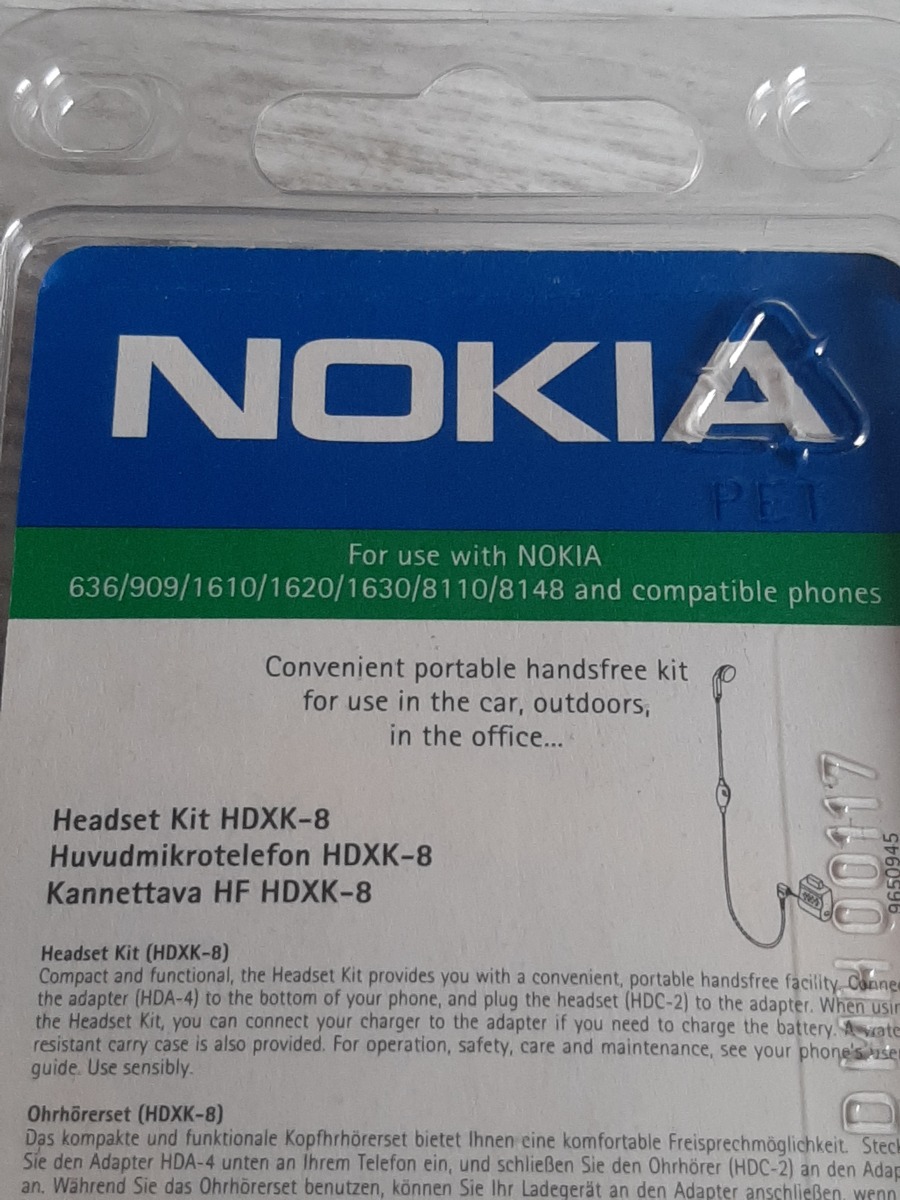 NOKIA
PET
For use with NOKIA
636/909/1610/1620/1630/8110/8148 and compatible phones
Convenient portable handsfree kit
for use in the car, outdoors,
in the office...
Headset Kit HDXK-8
Huvudmikrotelefon HDXK-8
Kannettava HF HDXK-8
9650945
00117
Headset Kit (HDXK-8)
Compact and functional, the Headset Kit provides you with a convenient, portable handsfree facility.
the adapter (HDA-4) to the bottom of your phone, and plug the headset (HDC-2) to the adapter. When
the Headset Kit, you can connect your charger to the adapter if you need to charge the battery. A
resistant carry case is also provided. For operation, safety, care and maintenance, see your phone's
guide. Use sensibly.
Ohrhörerset (HDXK-8)
Das kompakte und funktionale Kopfhrhörerset bietet Ihnen eine komfortable Freisprechmöglichkeit.
Sie den Adapter HDA-4 unten an Ihrem Telefon ein, und schließen Sie den Ohrhörer (HDC-2) an den
an. Während Sie das Ohrhörerset benutzen, können Sie Ihr Ladegerät an den Adapter anschließen, wenn